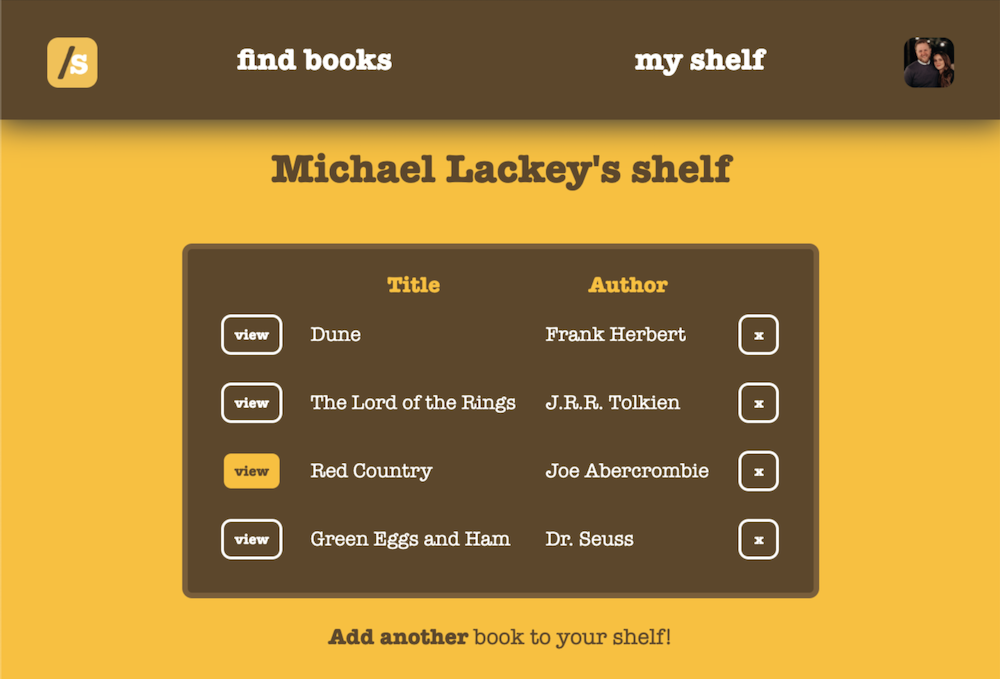 /s find books my shelf
Michael Lackey's shelf
Title Author
view Dune Frank Herbert x
view The Lord of the Rings J.R.R. Tolkien x
view Red Country Joe Abercrombie x
view Green Eggs and Ham Dr. Seuss x
Add another book to your shelf!